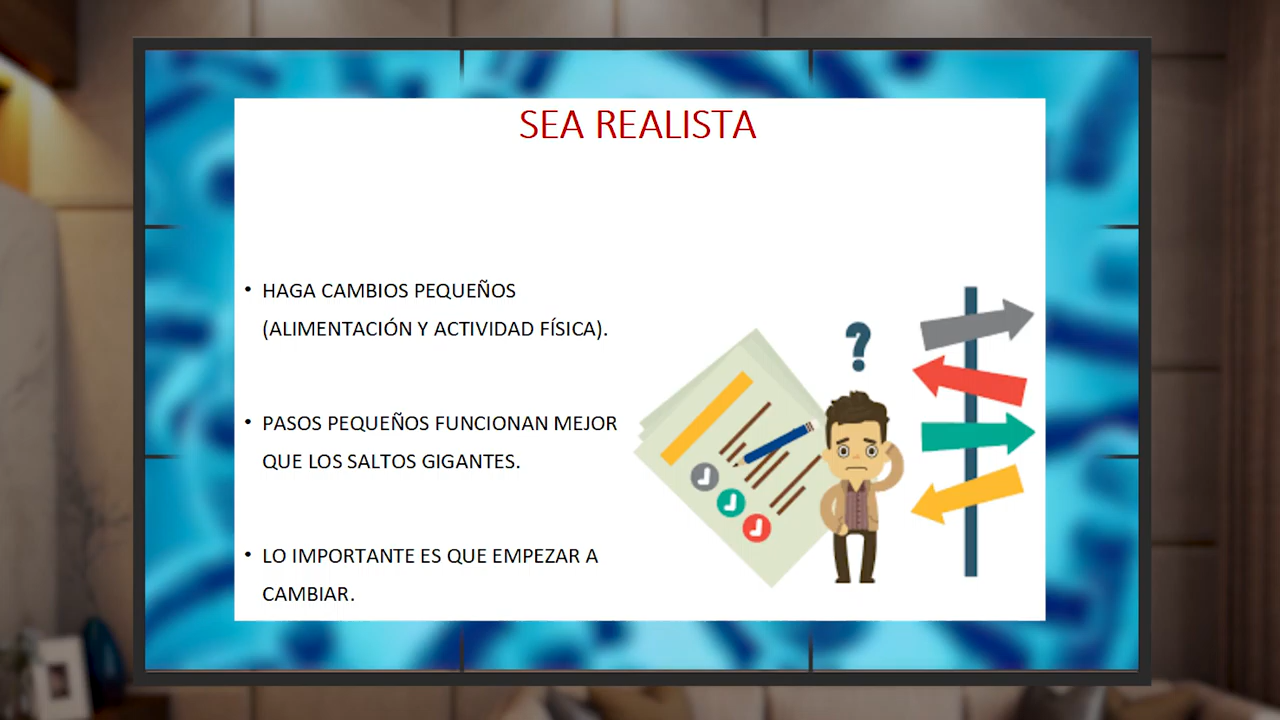 SEA REALISTA
• HAGA CAMBIOS PEQUEÑOS
(ALIMENTACIÓN Y ACTIVIDAD FÍSICA).
• PASOS PEQUEÑOS FUNCIONAN MEJOR
QUE LOS SALTOS GIGANTES.
• LO IMPORTANTE ES QUE EMPEZAR A
CAMBIAR.
?